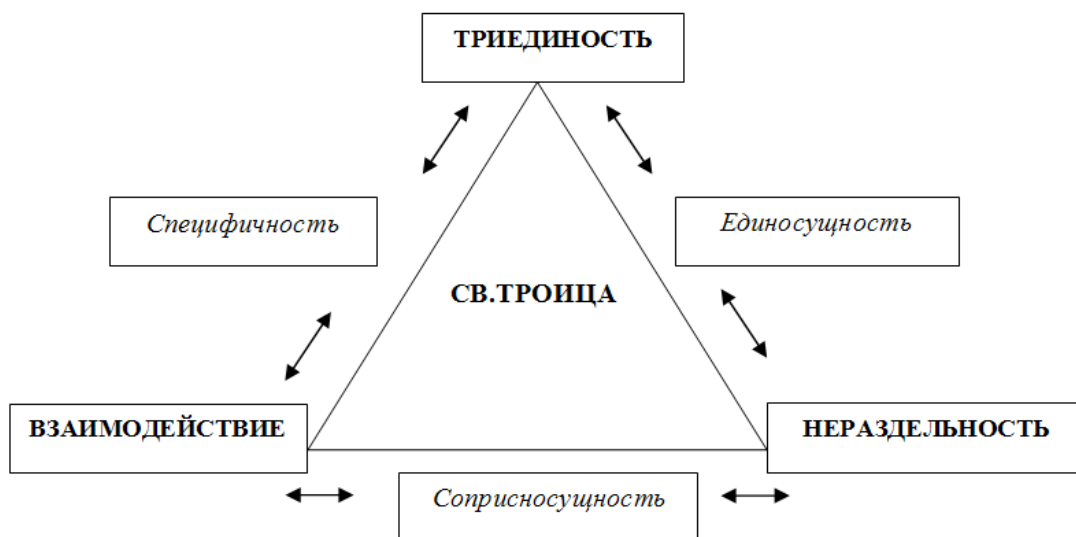 ТРИЕДИНОСТЬ
Специфичность
Единосущность
СВ.ТРОИЦА
ВЗАИМОДЕЙСТВИЕ
НЕРАЗДЕЛЬНОСТЬ
Соприсносущность